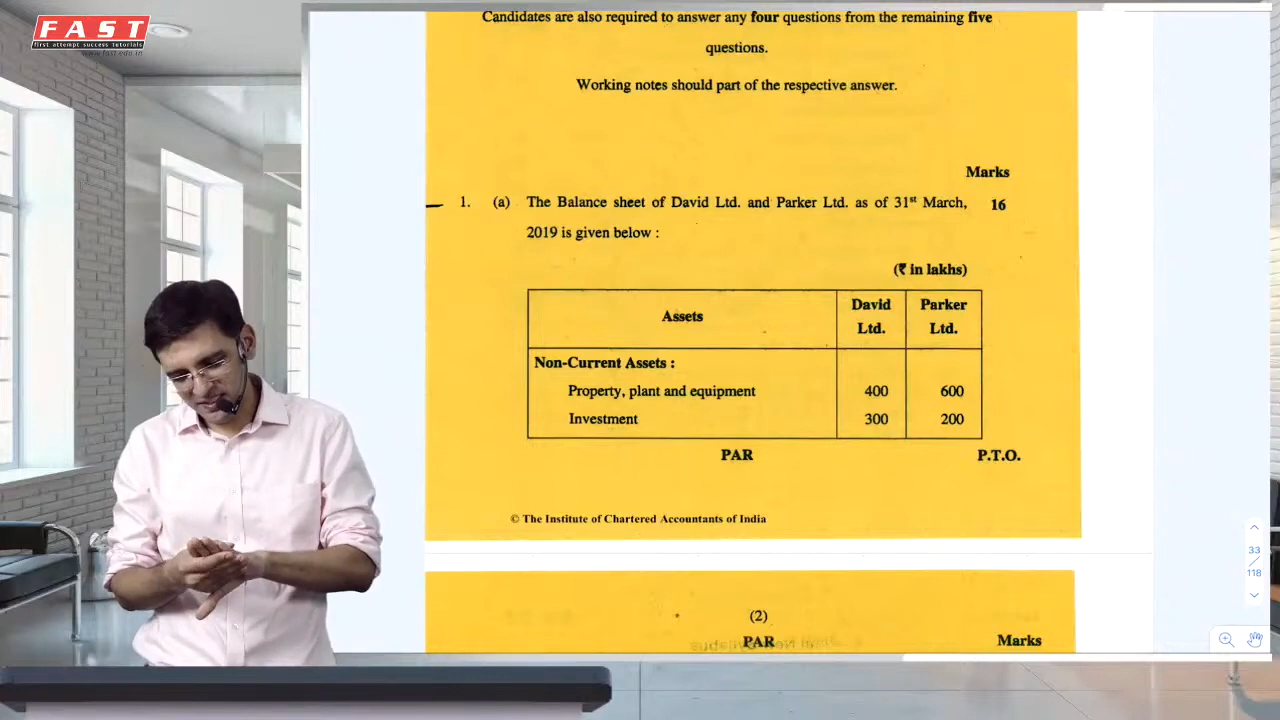 FAST
first attempt success tutorials
www.fast.edu.in
Candidates are also required to answer any four questions from the remaining five
questions.
Working notes should part of the respective answer.
Marks
1. (a) The Balance sheet of David Ltd. and Parker Ltd. as of 31st March, 16
2019 is given below :
(₹ in lakhs)
Assets David Ltd. Parker Ltd.
Non-Current Assets :
Property, plant and equipment 400 600
Investment 300 200
PAR P.T.O.
© The Institute of Chartered Accountants of India
33
/
118
(2)
PAR Marks